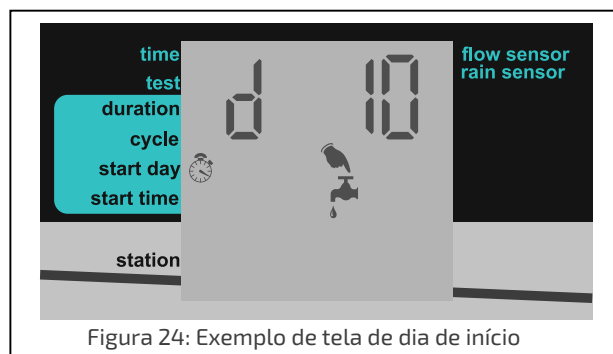 time
test
duration
cycle
start day
start time
station
d 10
flow sensor
rain sensor
Figura 24: Exemplo de tela de dia de início